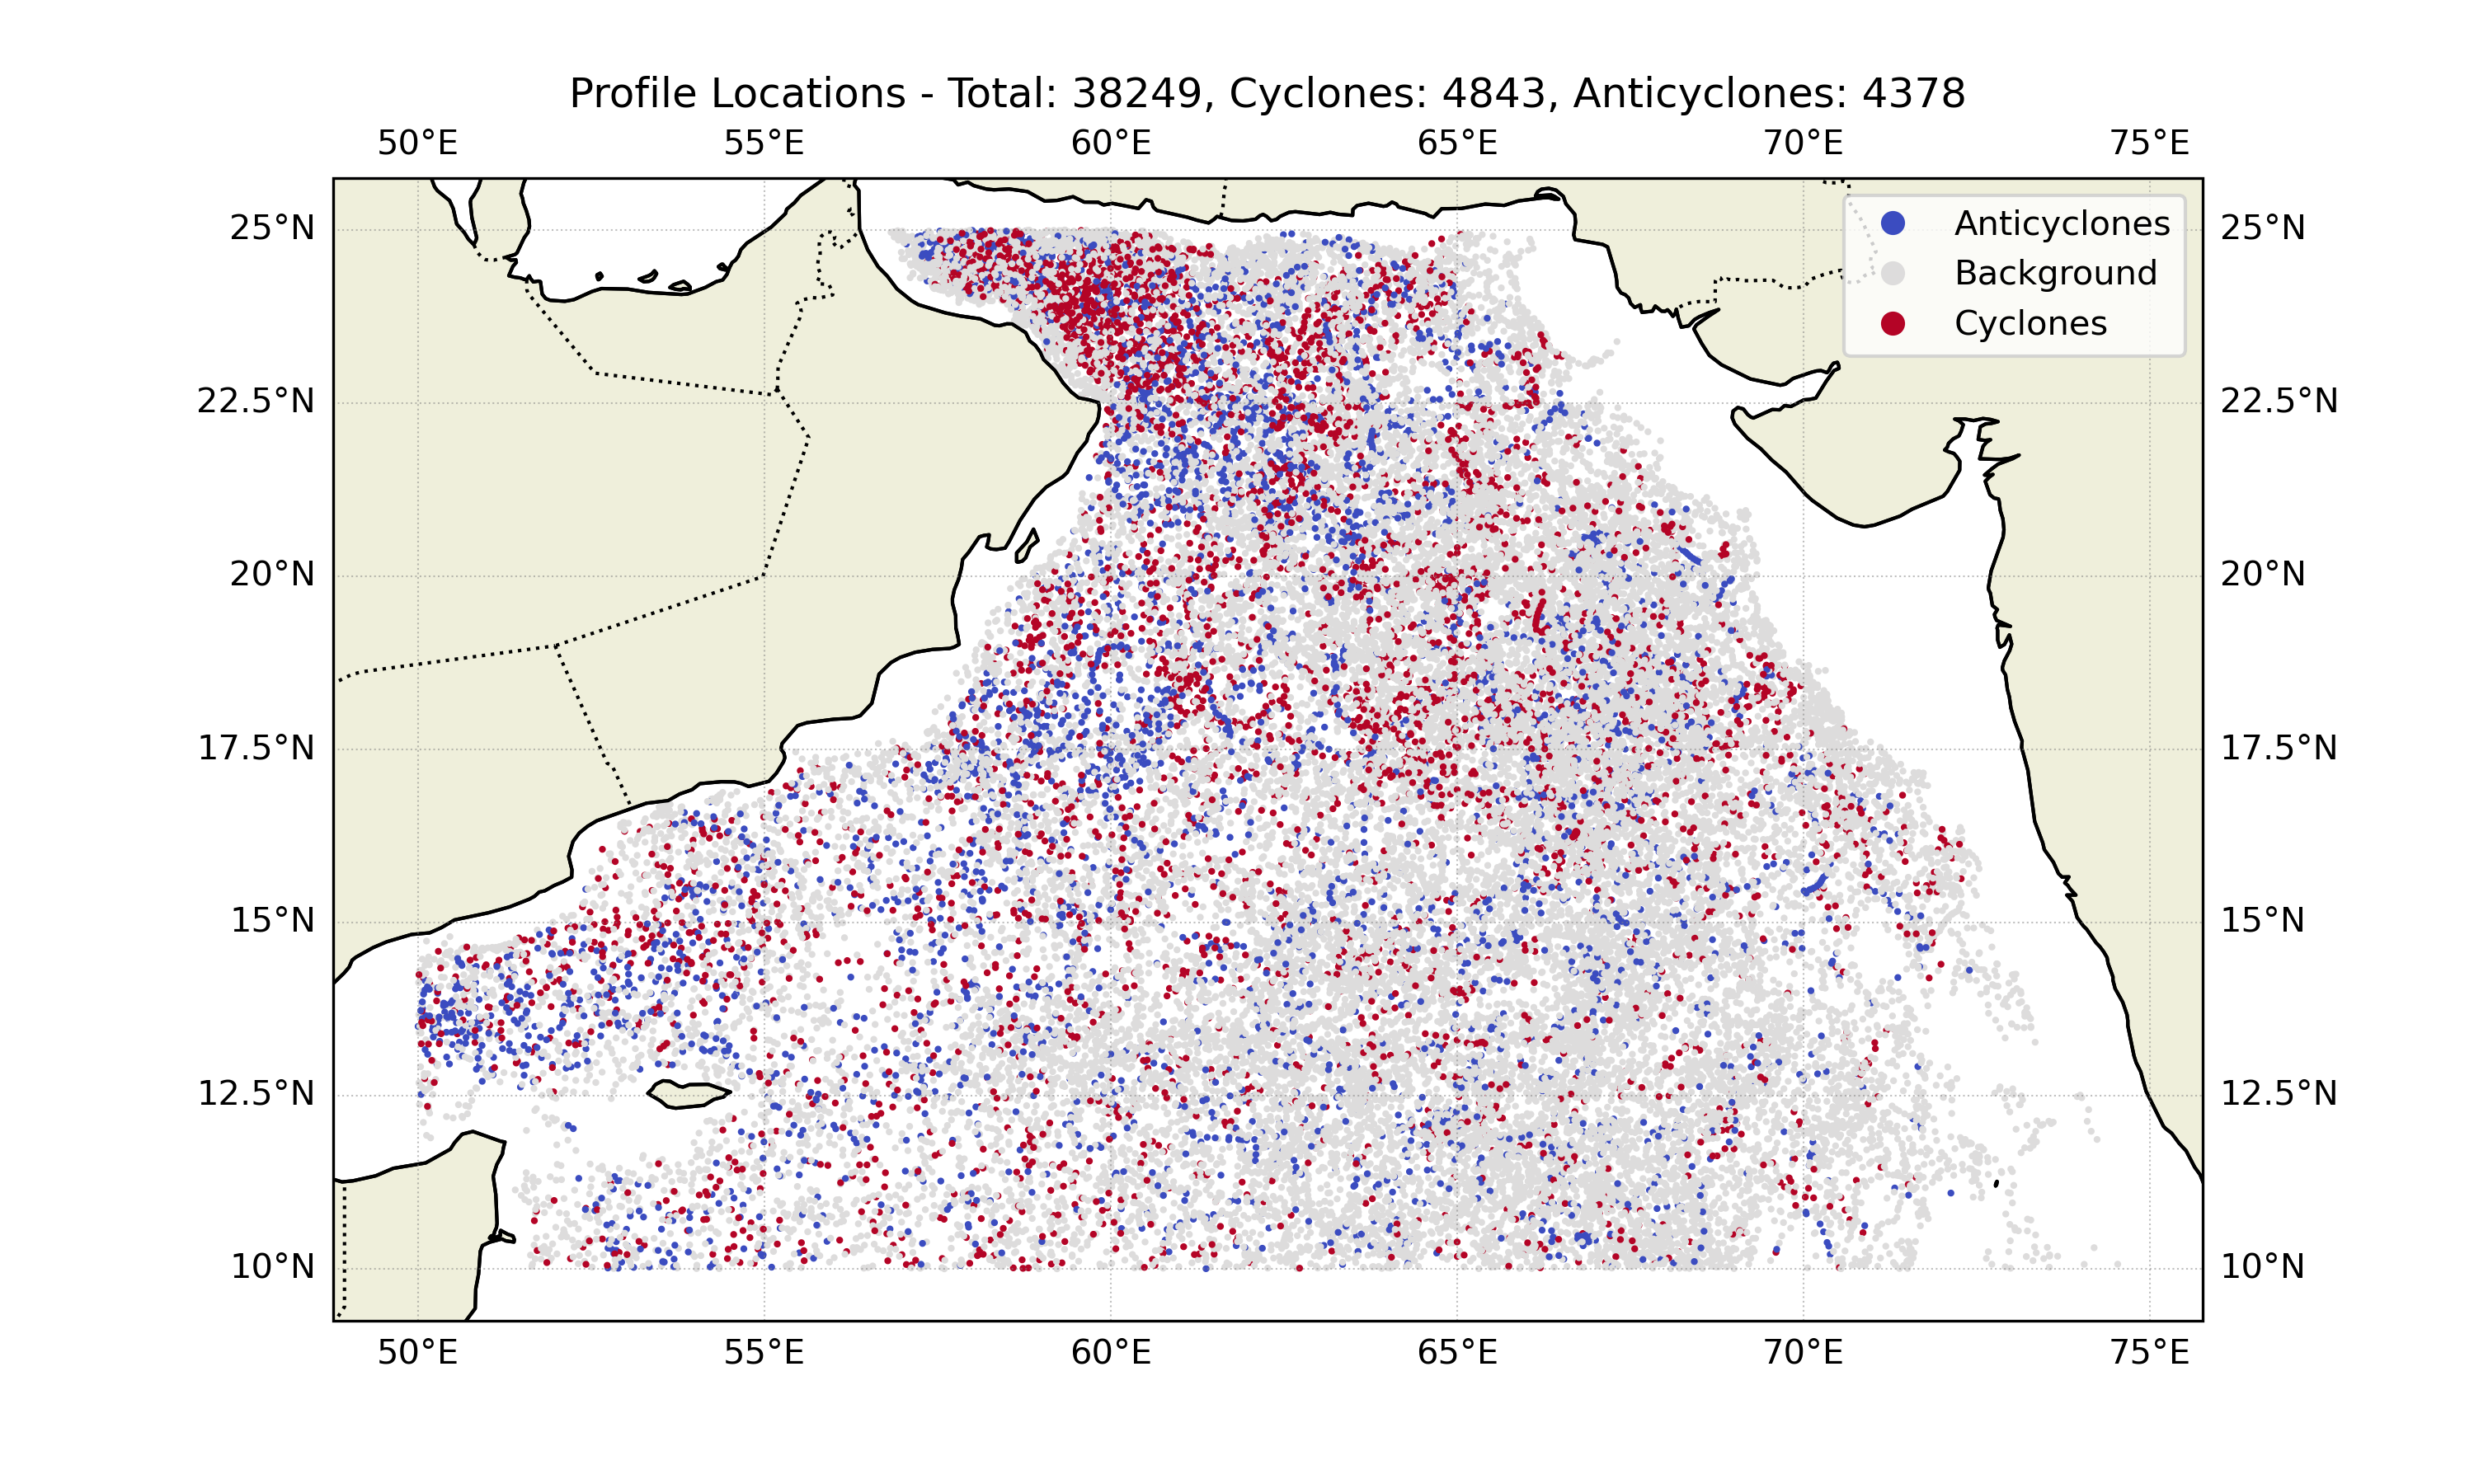 Profile Locations - Total: 38249, Cyclones: 4843, Anticyclones: 4378
50°E 55°E 60°E 65°E 70°E 75°E
Anticyclones
Background
Cyclones
25°N 25°N
22.5°N 22.5°N
20°N 20°N
17.5°N 17.5°N
15°N 15°N
12.5°N 12.5°N
10°N 10°N
50°E 55°E 60°E 65°E 70°E 75°E